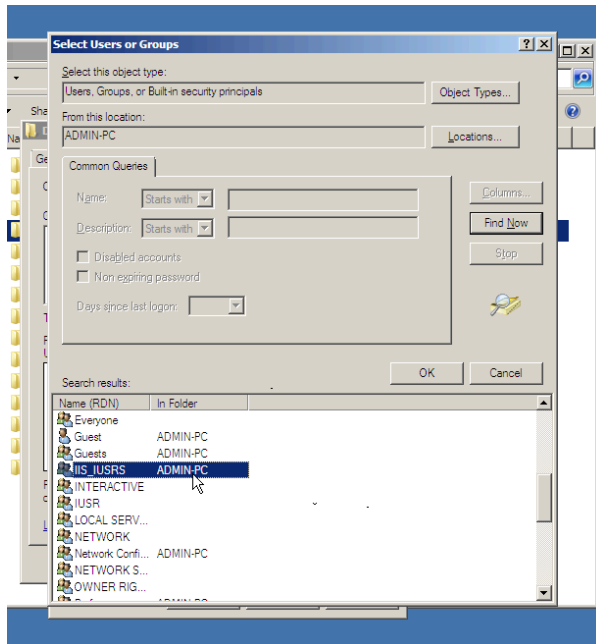 Select Users or Groups
Select this object type:
Users, Groups, or Built-in security principals
Object Types...
From this location:
ADMIN-PC
Locations...
Common Queries
Name:
Starts with
Columns...
Description:
Starts with
Find Now
Disabled accounts
Stop
Non expiring password
Days since last logon:
OK
Cancel
Search results:
Name (RDN) In Folder
Everyone
Guest ADMIN-PC
Guests ADMIN-PC
IIS_IUSRS ADMIN-PC
INTERACTIVE
IUSR
LOCAL SERV...
NETWORK
Network Confi... ADMIN-PC
NETWORK S...
OWNER RIG...